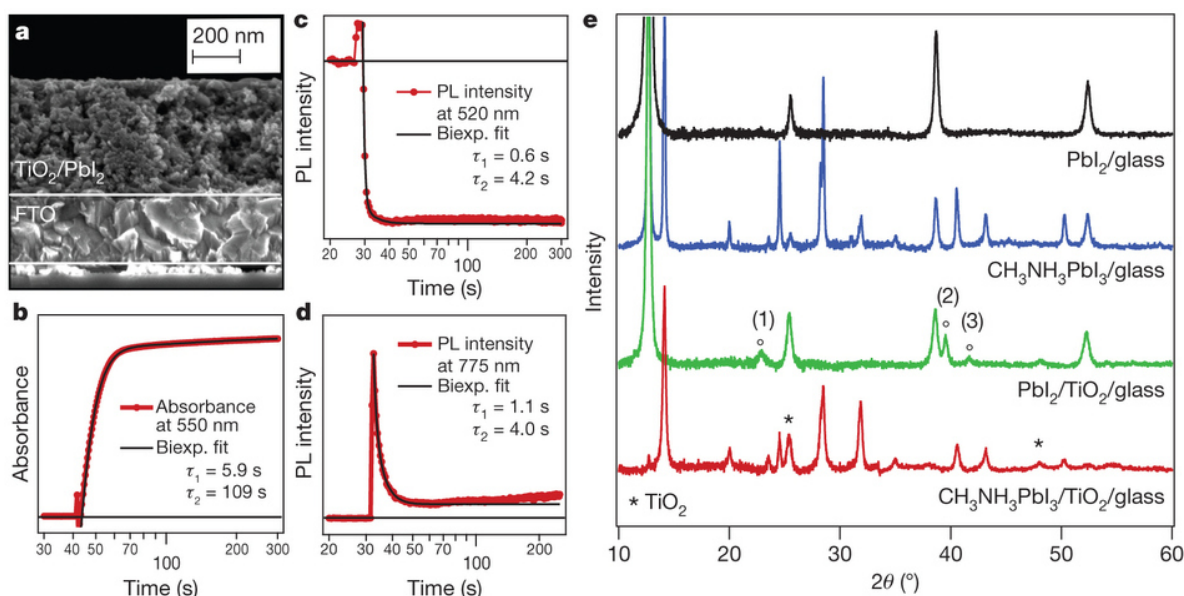 a
200 nm
TiO₂/PbI₂
FTO
b
Absorbance
Absorbance
at 550 nm
Biexp. fit
τ₁ = 5.9 s
τ₂ = 109 s
30 40 50 70 100 200 300
Time (s)
c
PL intensity
PL intensity
at 520 nm
Biexp. fit
τ₁ = 0.6 s
τ₂ = 4.2 s
20 30 40 50 70 100 200 300
Time (s)
d
PL intensity
PL intensity
at 775 nm
Biexp. fit
τ₁ = 1.1 s
τ₂ = 4.0 s
20 30 40 50 70 100 200
Time (s)
e
Intensity
PbI₂/glass
CH₃NH₃PbI₃/glass
(1)
(2)
(3)
PbI₂/TiO₂/glass
*
*
* TiO₂
CH₃NH₃PbI₃/TiO₂/glass
10 20 30 40 50 60
2θ (°)